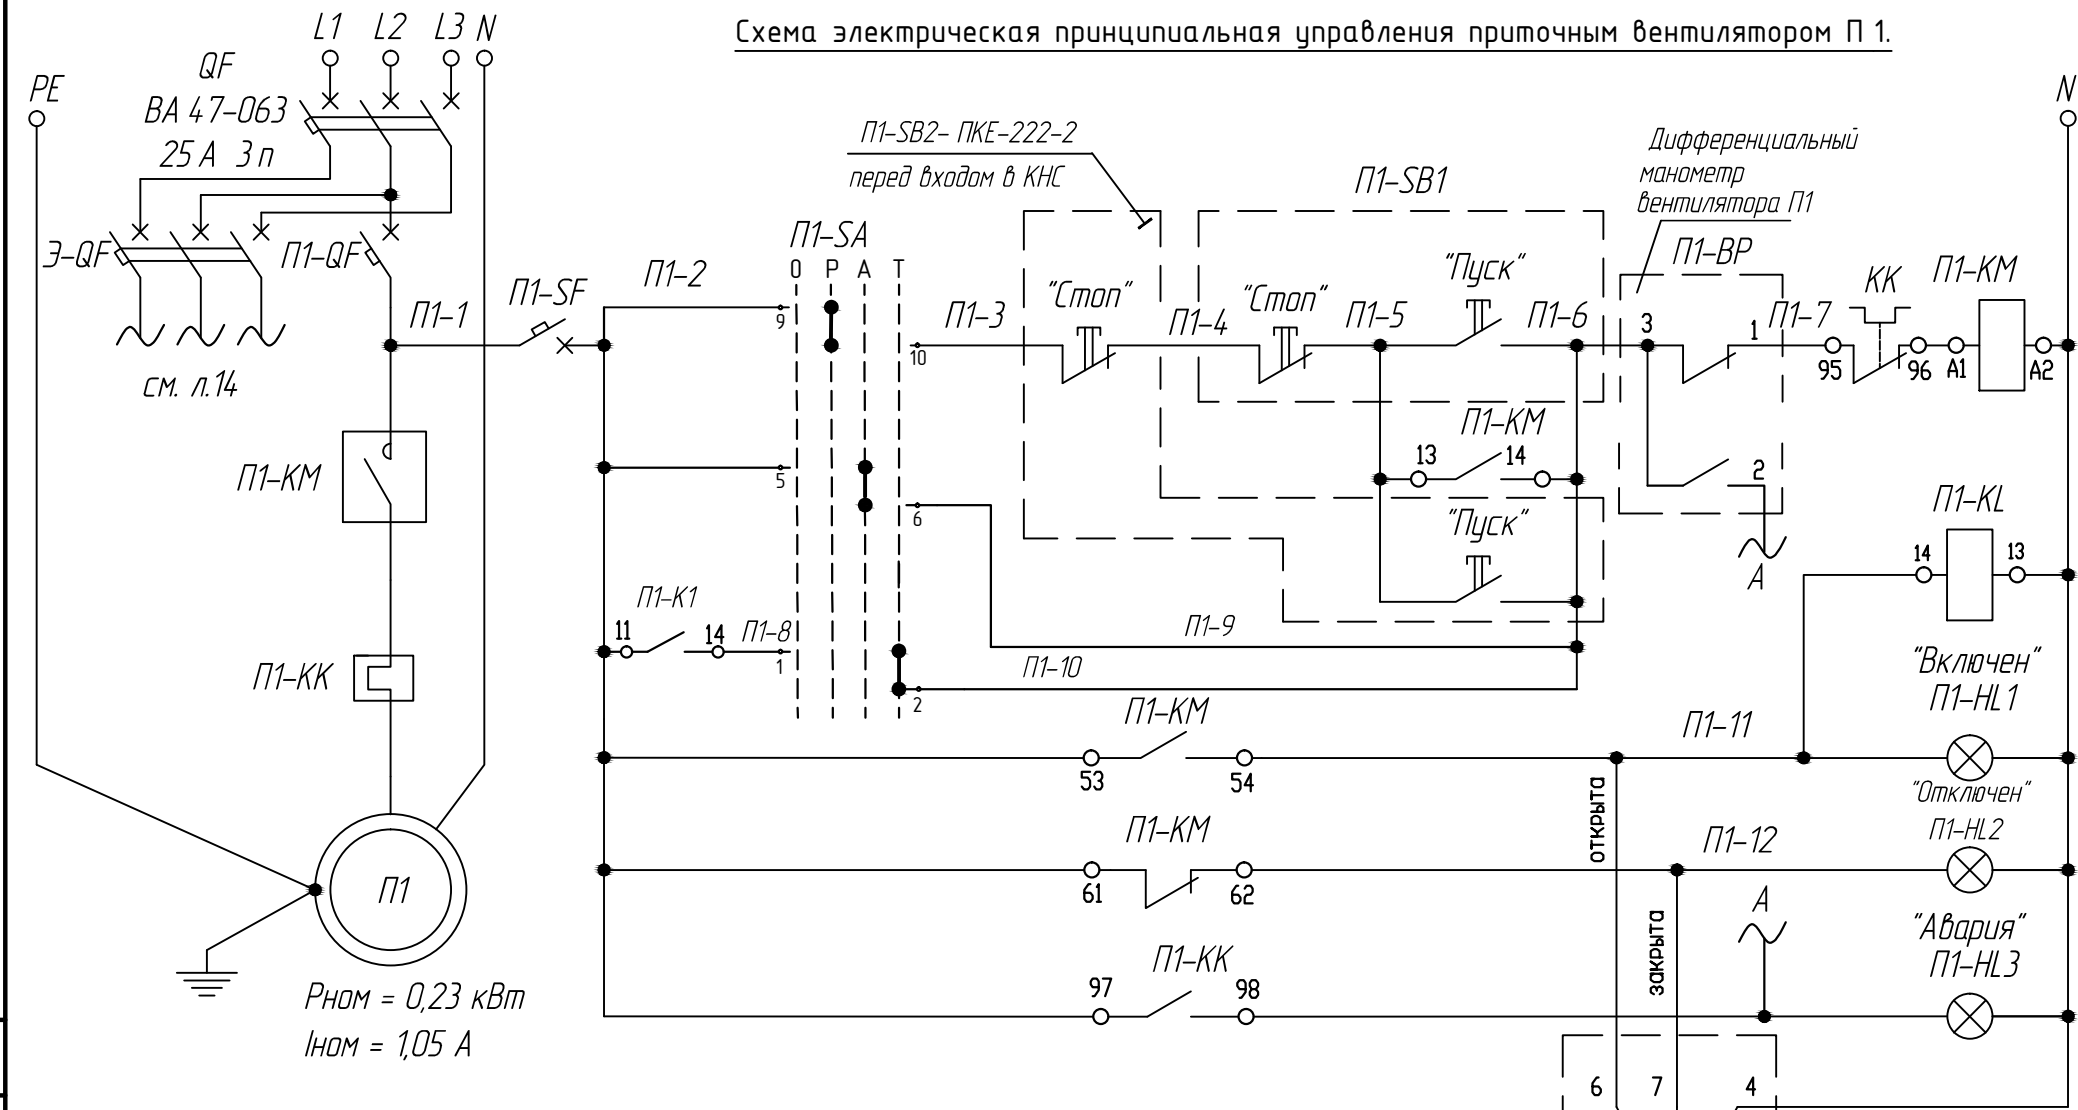 Схема электрическая принципиальная управления приточным вентилятором П 1.
L1 L2 L3 N
PE
QF
ВА 47-063
25 А 3 п
Э-QF
П1-QF
см. л.14
П1-1
П1-SF
П1-КМ
П1-КК
П1
Рном = 0,23 кВт
Iном = 1,05 А
П1-2
П1-SA
О Р А Т
9
10
5
6
1
2
П1-К1
11
14
П1-8
П1-SB2- ПКЕ-222-2
перед входом в КНС
П1-3
"Стоп"
П1-4
П1-SB1
"Стоп"
П1-5
"Пуск"
П1-6
П1-КМ
13
14
"Пуск"
П1-9
П1-10
Дифференциальный
манометр
вентилятора П1
П1-ВР
3
1
2
А
П1-7
КК
95
96
П1-КМ
А1
А2
N
П1-KL
14
13
П1-КМ
53
54
открыта
П1-11
"Включен"
П1-HL1
П1-КМ
61
62
закрыта
П1-12
"Отключен"
П1-HL2
П1-КК
97
98
А
"Авария"
П1-HL3
6
7
4